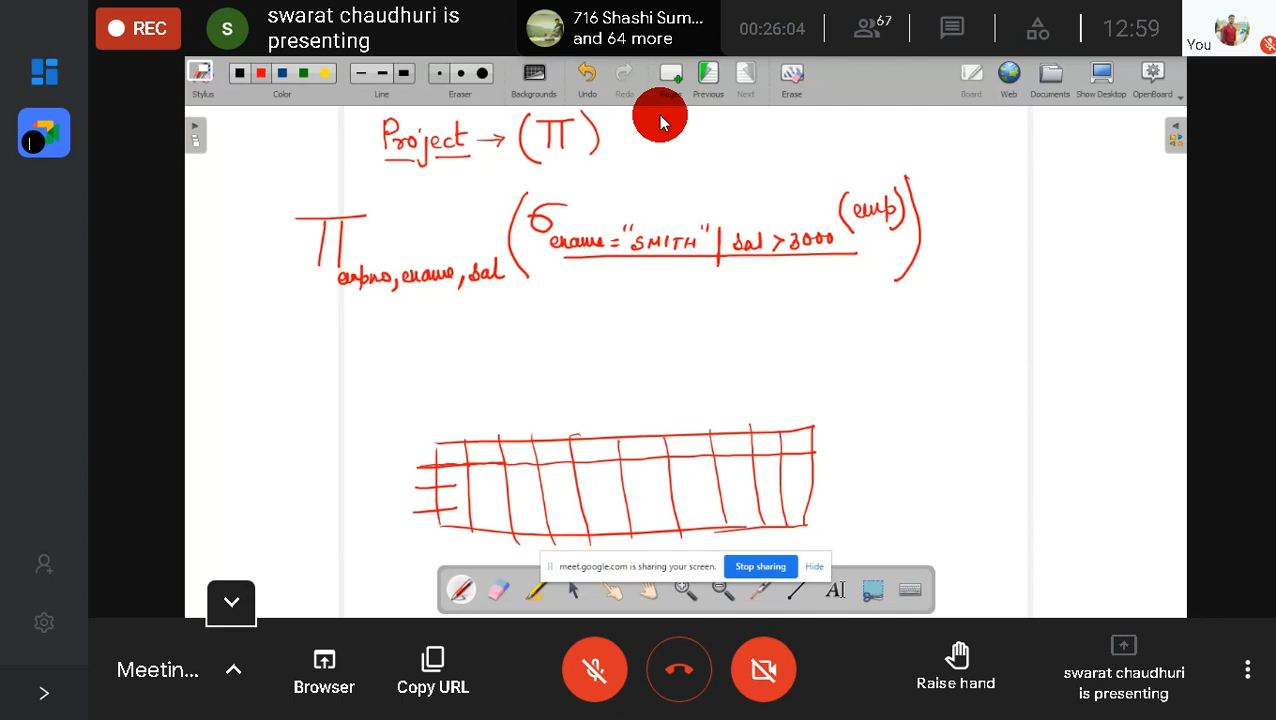 REC
S
swarat chaudhuri is
presenting
716 Shashi Sum...
and 64 more
00:26:04
67
12:59
You
Stylus
Color
Line
Eraser
Backgrounds
Undo
Redo
Pages
Previous
Next
Erase
Board
Web
Documents
Show Desktop
OpenBoard
Project → (π)
π empno, ename, sal (σ ename = "SMITH" | sal > 3000 (emp))
meet.google.com is sharing your screen.
Stop sharing
Hide
AI
Meetin...
Browser
Copy URL
Raise hand
swarat chaudhuri
is presenting